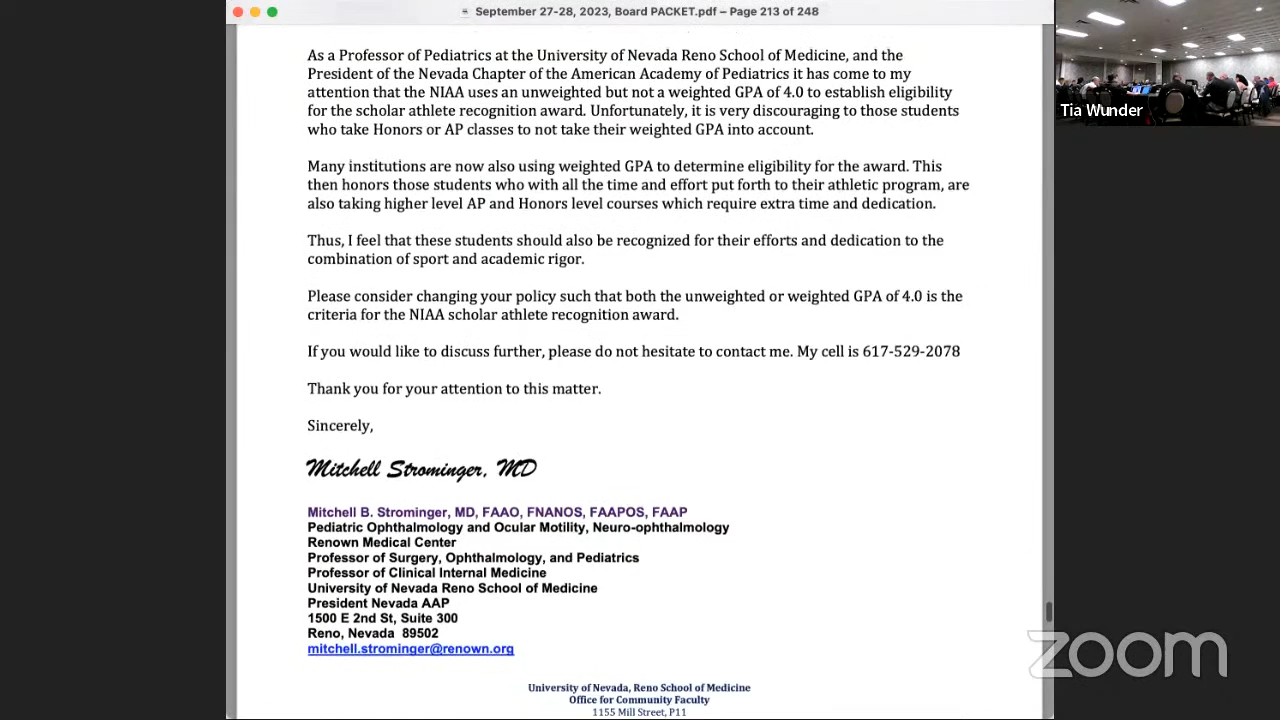 September 27-28, 2023, Board PACKET.pdf – Page 213 of 248
As a Professor of Pediatrics at the University of Nevada Reno School of Medicine, and the
President of the Nevada Chapter of the American Academy of Pediatrics it has come to my
attention that the NIAA uses an unweighted but not a weighted GPA of 4.0 to establish eligibility
for the scholar athlete recognition award. Unfortunately, it is very discouraging to those students
who take Honors or AP classes to not take their weighted GPA into account.
Many institutions are now also using weighted GPA to determine eligibility for the award. This
then honors those students who with all the time and effort put forth to their athletic program, are
also taking higher level AP and Honors level courses which require extra time and dedication.
Thus, I feel that these students should also be recognized for their efforts and dedication to the
combination of sport and academic rigor.
Please consider changing your policy such that both the unweighted or weighted GPA of 4.0 is the
criteria for the NIAA scholar athlete recognition award.
If you would like to discuss further, please do not hesitate to contact me. My cell is 617-529-2078
Thank you for your attention to this matter.
Sincerely,
Mitchell Strominger, MD
Mitchell B. Strominger, MD, FAAO, FNANOS, FAAPOS, FAAP
Pediatric Ophthalmology and Ocular Motility, Neuro-ophthalmology
Renown Medical Center
Professor of Surgery, Ophthalmology, and Pediatrics
Professor of Clinical Internal Medicine
University of Nevada Reno School of Medicine
President Nevada AAP
1500 E 2nd St, Suite 300
Reno, Nevada 89502
mitchell.strominger@renown.org
University of Nevada, Reno School of Medicine
Office for Community Faculty
1155 Mill Street, P11
Tia Wunder
zoom